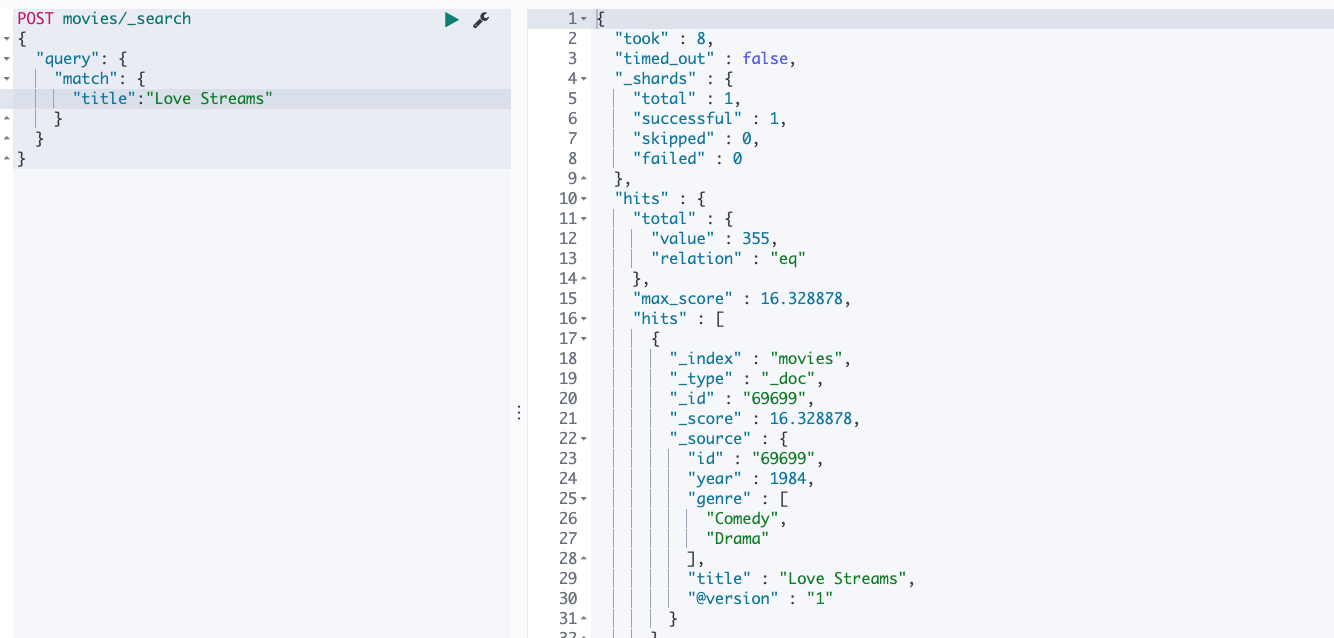 POST movies/_search
{
  "query": {
    "match": {
      "title":"Love Streams"
    }
  }
}
1 {
2   "took" : 8,
3   "timed_out" : false,
4   "_shards" : {
5     "total" : 1,
6     "successful" : 1,
7     "skipped" : 0,
8     "failed" : 0
9   },
10   "hits" : {
11     "total" : {
12       "value" : 355,
13       "relation" : "eq"
14     },
15     "max_score" : 16.328878,
16     "hits" : [
17       {
18         "_index" : "movies",
19         "_type" : "_doc",
20         "_id" : "69699",
21         "_score" : 16.328878,
22         "_source" : {
23           "id" : "69699",
24           "year" : 1984,
25           "genre" : [
26             "Comedy",
27             "Drama"
28           ],
29           "title" : "Love Streams",
30           "@version" : "1"
31         }